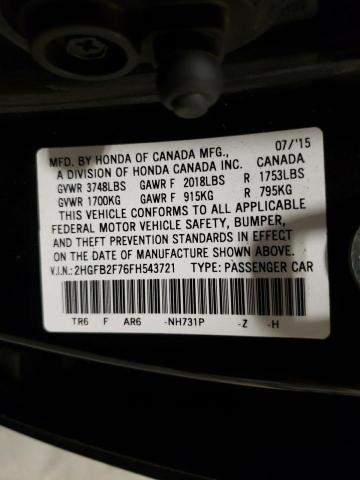 MFD. BY HONDA OF CANADA MFG., 07/'15
A DIVISION OF HONDA CANADA INC. CANADA
GVWR 3748LBS GAWR F 2018LBS R 1753LBS
GVWR 1700KG GAWR F 915KG R 795KG
THIS VEHICLE CONFORMS TO ALL APPLICABLE
FEDERAL MOTOR VEHICLE SAFETY, BUMPER,
AND THEFT PREVENTION STANDARDS IN EFFECT
ON THE DATE OF MANUFACTURE SHOWN ABOVE.
V.I.N: 2HGFB2F76FH543721 TYPE: PASSENGER CAR
TR6 F AR6 -NH731P -Z -H